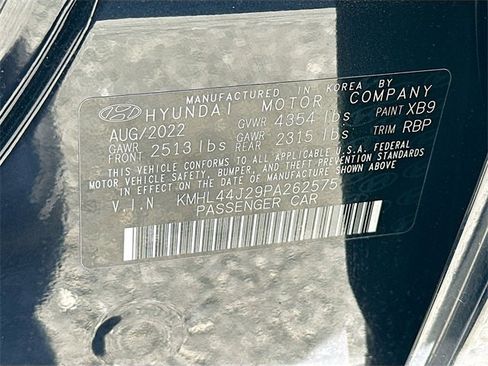 MANUFACTURED IN KOREA BY
HYUNDAI MOTOR COMPANY
AUG/2022 GVWR 4354 lbs PAINT XB9
GAWR FRONT 2513 lbs GAWR REAR 2315 lbs TRIM RBP
THIS VEHICLE CONFORMS TO ALL APPLICABLE U.S.A. FEDERAL
MOTOR VEHICLE SAFETY, BUMPER, AND THEFT PREVENTION STANDARDS
IN EFFECT ON THE DATE OF MANUFACTURE SHOWN ABOVE.
V.I.N KMHL44J29PA262575
PASSENGER CAR